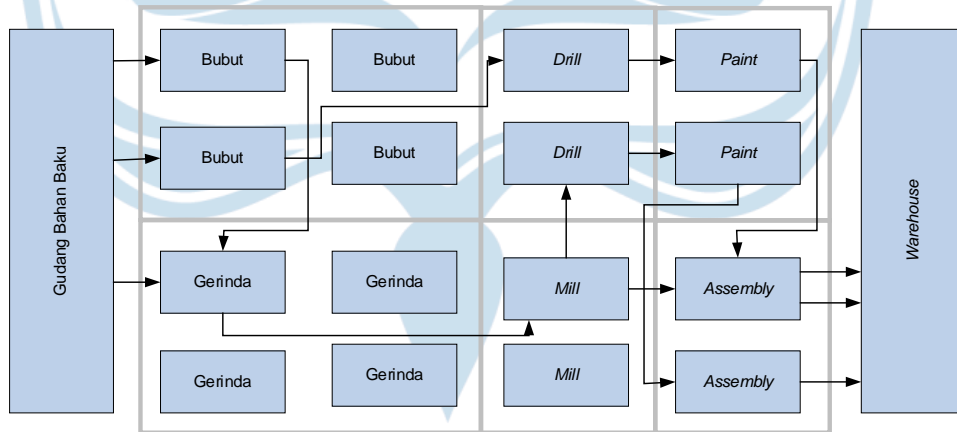 Gudang Bahan Baku
Bubut
Bubut
Drill
Paint
Bubut
Bubut
Drill
Paint
Gerinda
Gerinda
Mill
Assembly
Gerinda
Gerinda
Mill
Assembly
Warehouse